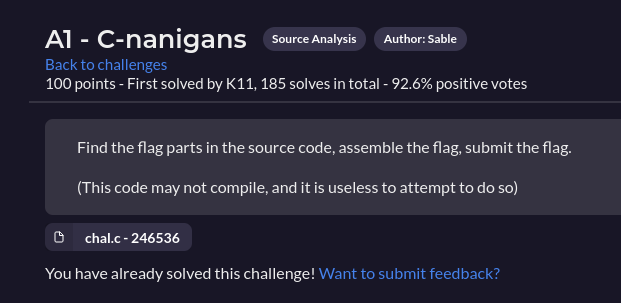 A1 - C-nanigans Source Analysis Author: Sable
Back to challenges
100 points - First solved by K11, 185 solves in total - 92.6% positive votes
Find the flag parts in the source code, assemble the flag, submit the flag.
(This code may not compile, and it is useless to attempt to do so)
chal.c - 246536
You have already solved this challenge! Want to submit feedback?